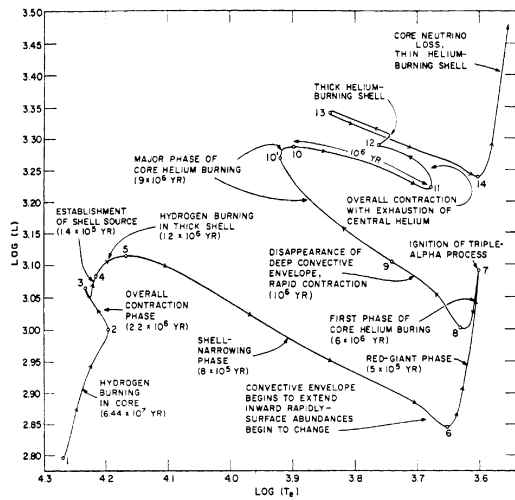 3.50
3.45
3.40
3.35
3.30
3.25
3.20
3.15
3.10
3.05
3.00
2.95
2.90
2.85
2.80
LOG (L)
CORE NEUTRINO
LOSS,
THIN HELIUM-
BURNING SHELL
THICK HELIUM-
BURNING SHELL
13
12
10'
10
10⁶ YR
11
14
MAJOR PHASE OF
CORE HELIUM BURNING
(9 × 10⁶ YR)
OVERALL CONTRACTION
WITH EXHAUSTION OF
CENTRAL HELIUM
ESTABLISHMENT
OF SHELL SOURCE
(1.4 × 10⁵ YR)
HYDROGEN BURNING
IN THICK SHELL
(1.2 × 10⁶ YR)
5
4
3
2
1
OVERALL
CONTRACTION
PHASE
(2.2 × 10⁶ YR)
HYDROGEN
BURNING
IN CORE
(6.44 × 10⁷ YR)
DISAPPEARANCE OF
DEEP CONVECTIVE
ENVELOPE,
RAPID CONTRACTION
(10⁶ YR)
9
IGNITION OF TRIPLE-
ALPHA PROCESS
7
8
FIRST PHASE OF
CORE HELIUM BURING
(6 × 10⁶ YR)
SHELL-
NARROWING
PHASE
(8 × 10⁵ YR)
RED-GIANT PHASE
(5 × 10⁵ YR)
CONVECTIVE ENVELOPE
BEGINS TO EXTEND
INWARD RAPIDLY-
SURFACE ABUNDANCES
BEGIN TO CHANGE
6
4.3
4.2
4.1
4.0
3.9
3.8
3.7
3.6
LOG (Tₑ)